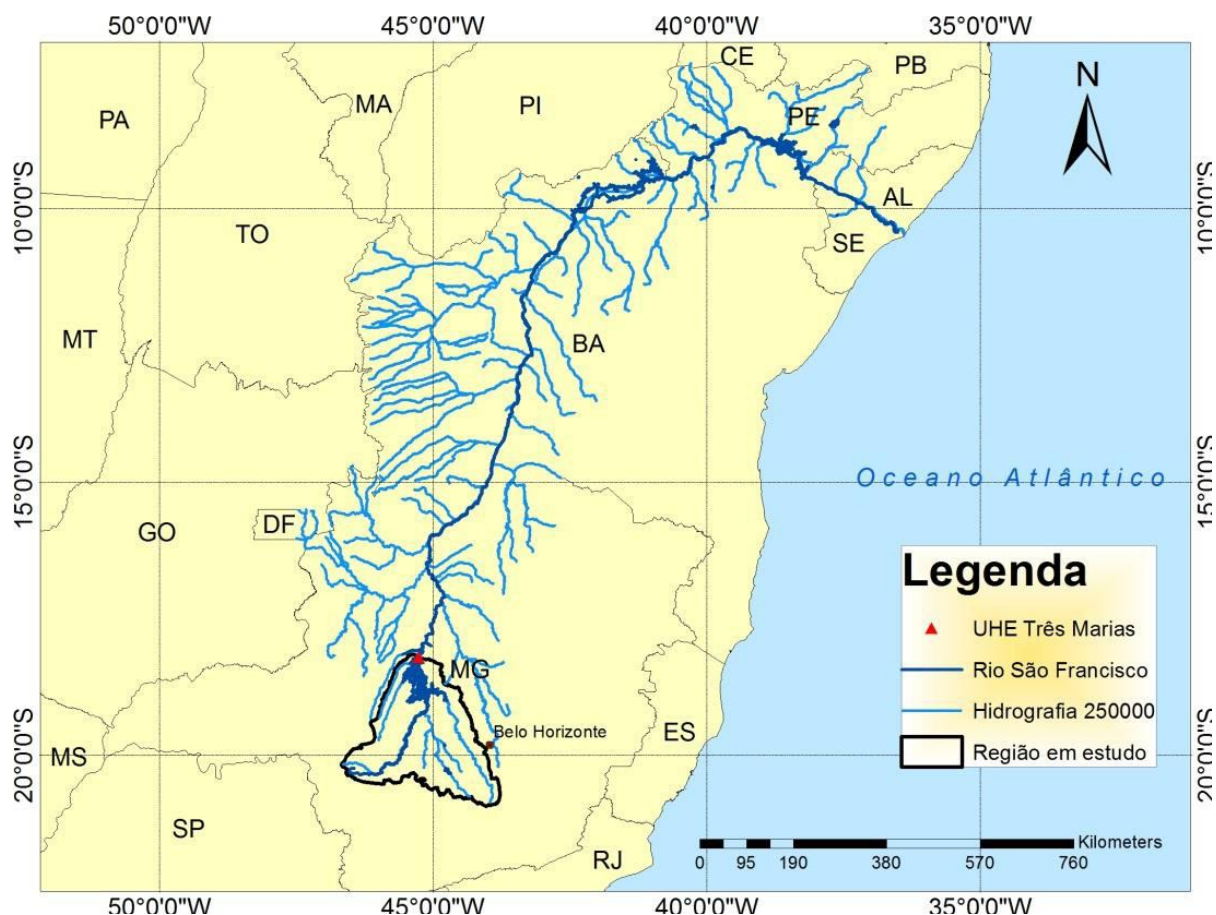 50°0'0"W 45°0'0"W 40°0'0"W 35°0'0"W
CE
PB
N
MA
PI
PA
PE
10°0'0"S
AL
10°0'0"S
TO
SE
MT
BA
15°0'0"S
Oceano Atlântico
15°0'0"S
DF
GO
Legenda
UHE Três Marias
MG
Rio São Francisco
Hidrografia 250000
Belo Horizonte
ES
Região em estudo
20°0'0"S
MS
20°0'0"S
SP
RJ
Kilometers
0 95 190 380 570 760
50°0'0"W 45°0'0"W 40°0'0"W 35°0'0"W